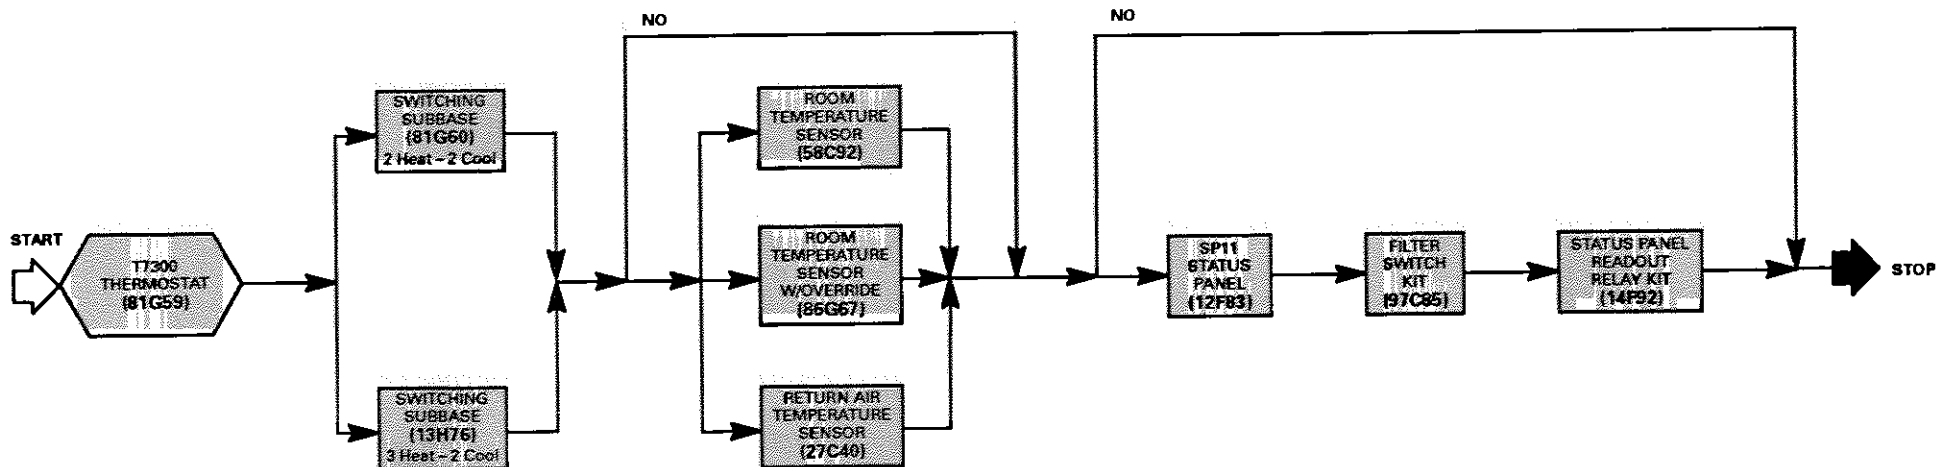 START
T7300
THERMOSTAT
(81G59)
SWITCHING
SUBBASE
(81G60)
2 Heat – 2 Cool
SWITCHING
SUBBASE
(13H76)
3 Heat – 2 Cool
NO
ROOM
TEMPERATURE
SENSOR
(58C92)
ROOM
TEMPERATURE
SENSOR
W/OVERRIDE
(86G67)
RETURN AIR
TEMPERATURE
SENSOR
(27C40)
NO
SP11
STATUS
PANEL
(12F83)
FILTER
SWITCH
KIT
(97C85)
STATUS PANEL
READOUT
RELAY KIT
(14F92)
STOP